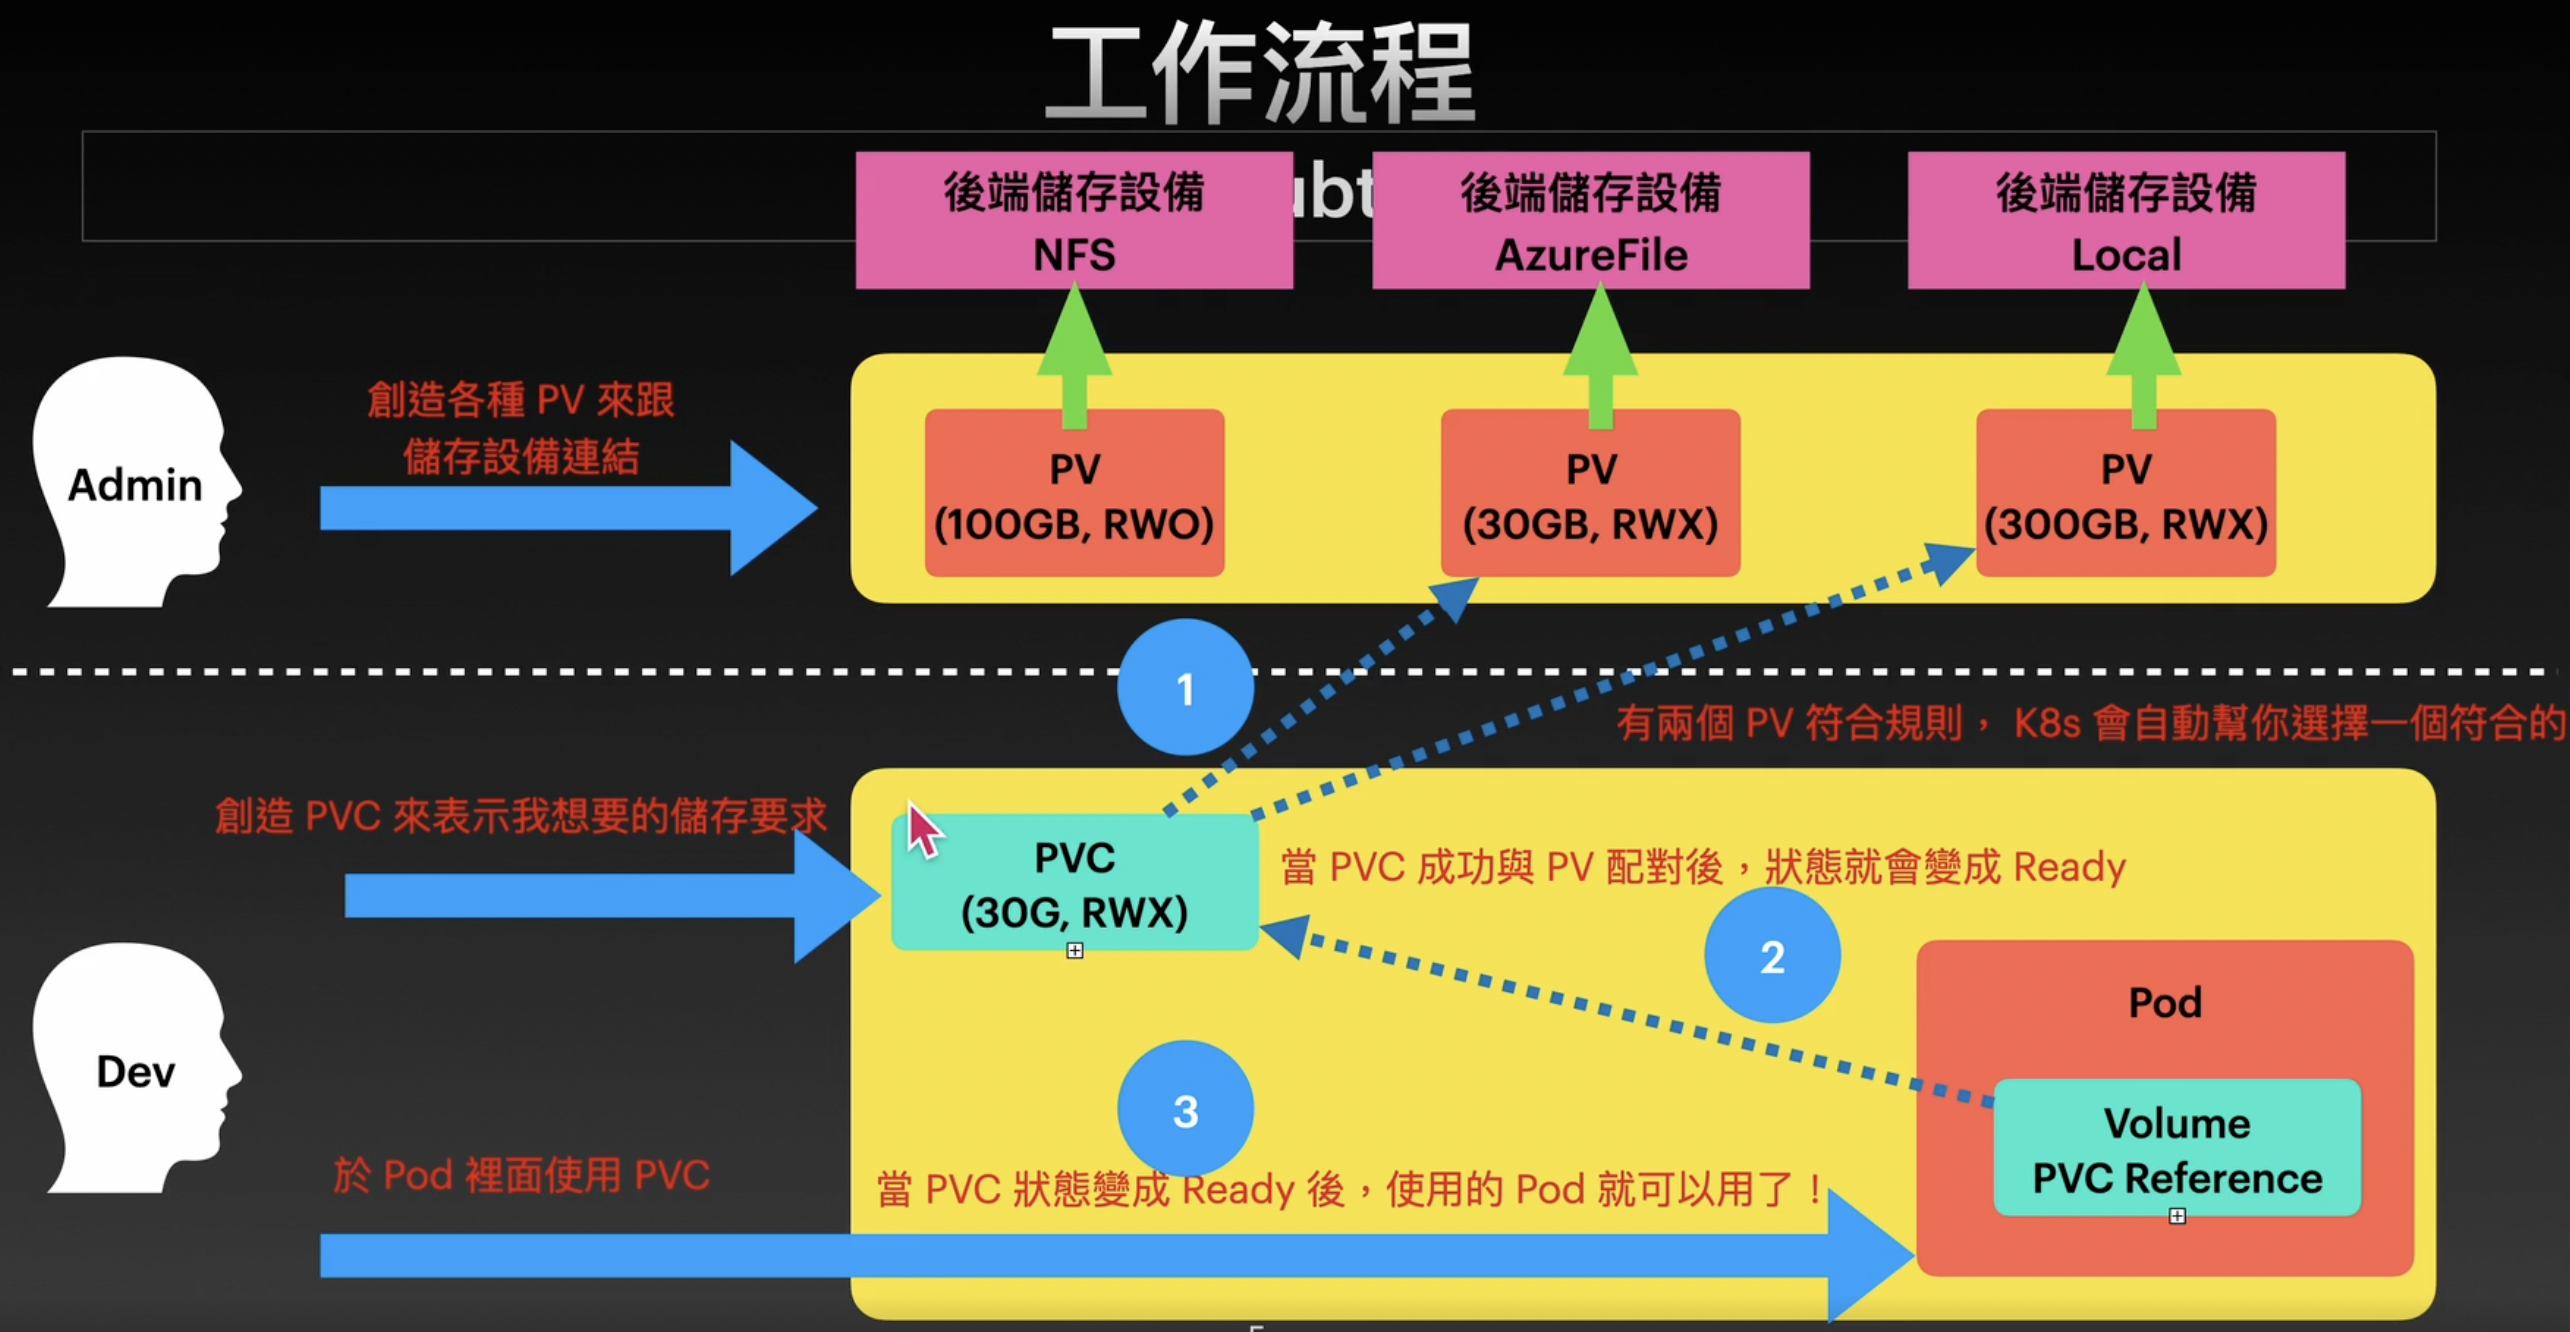 工作流程
後端儲存設備
NFS
ubt
後端儲存設備
AzureFile
後端儲存設備
Local
Admin
創造各種 PV 來跟
儲存設備連結
PV
(100GB, RWO)
PV
(30GB, RWX)
PV
(300GB, RWX)
1
有兩個 PV 符合規則， K8s 會自動幫你選擇一個符合的
創造 PVC 來表示我想要的儲存要求
PVC
(30G, RWX)
當 PVC 成功與 PV 配對後，狀態就會變成 Ready
2
Dev
3
Pod
Volume
PVC Reference
於 Pod 裡面使用 PVC
當 PVC 狀態變成 Ready 後，使用的 Pod 就可以用了！